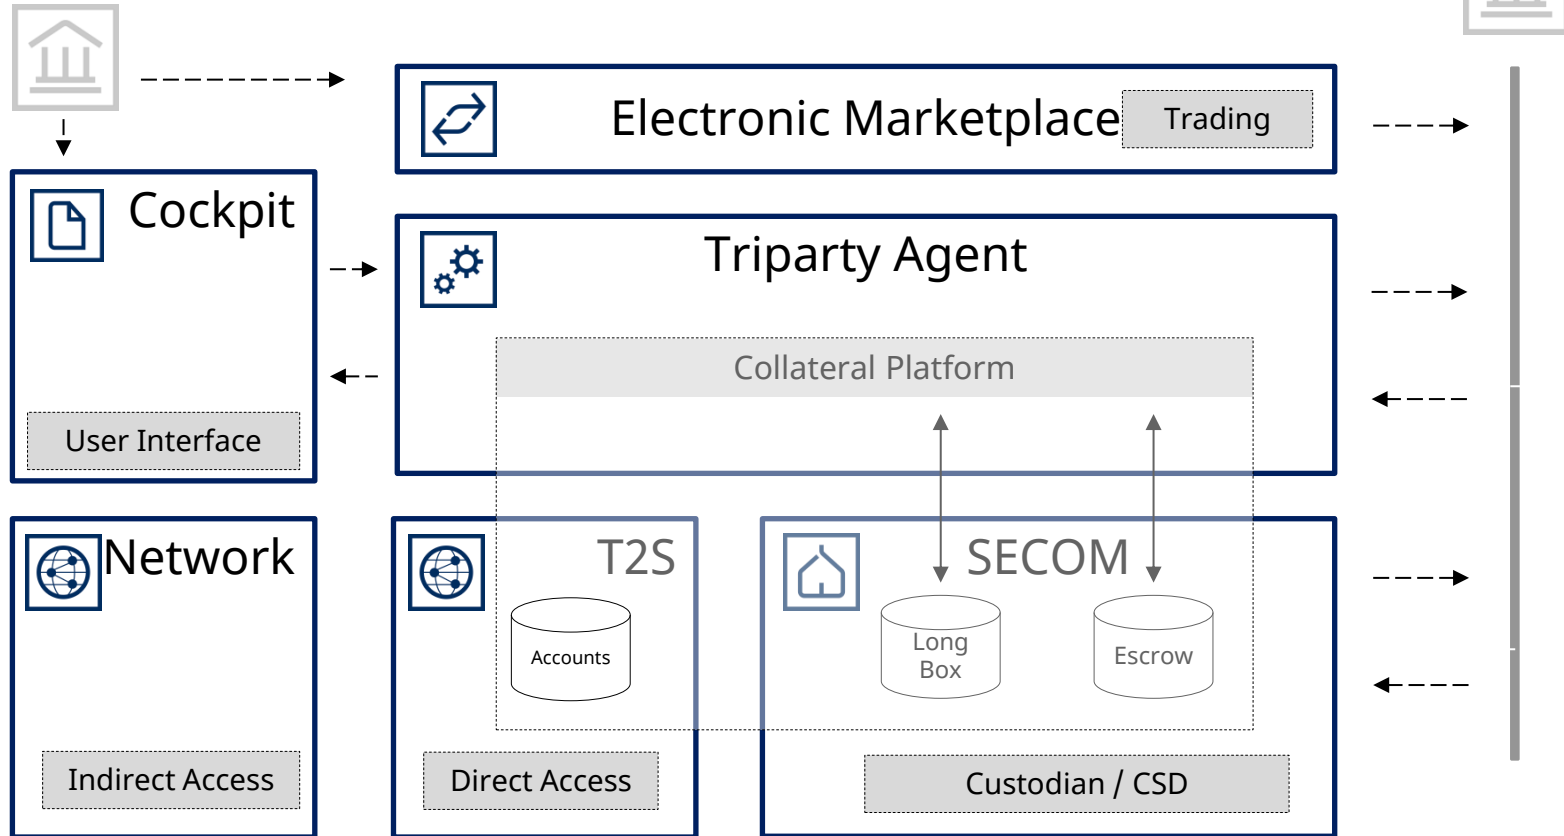 Electronic Marketplace
Trading
Cockpit
User Interface
Triparty Agent
Collateral Platform
Network
Indirect Access
T2S
Accounts
Direct Access
SECOM
Long
Box
Escrow
Custodian / CSD